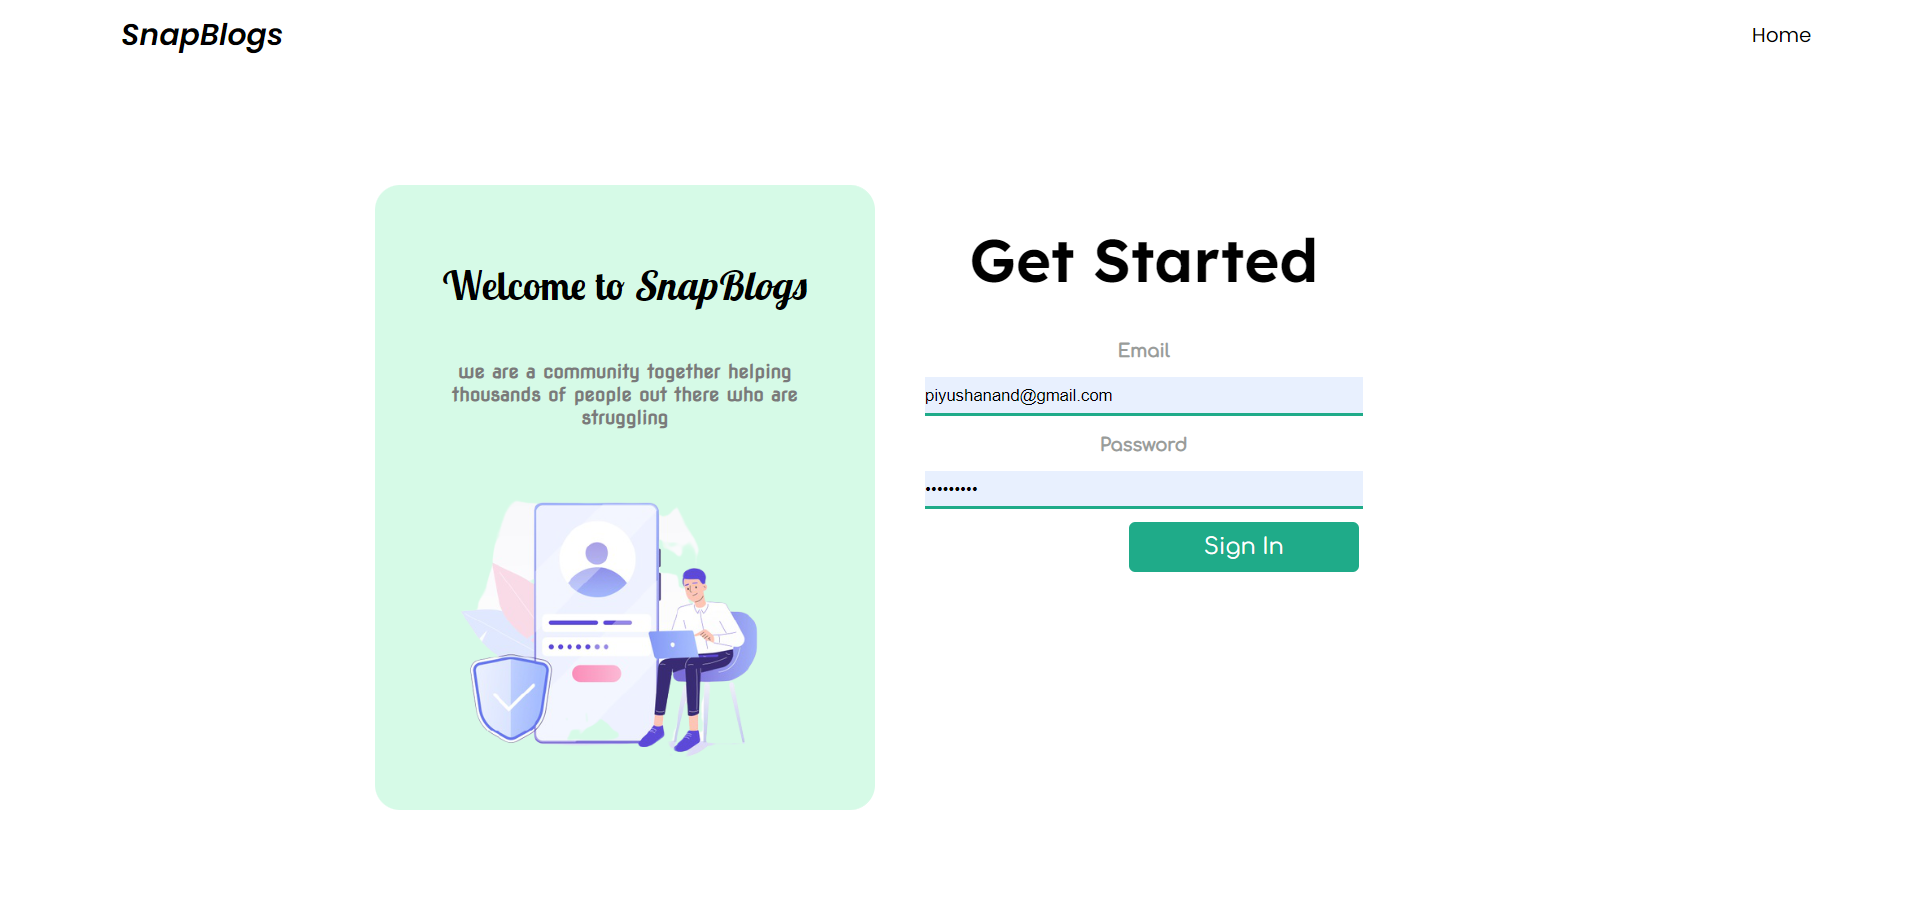 SnapBlogs
Home
Welcome to SnapBlogs
we are a community together helping
thousands of people out there who are
struggling
Get Started
Email
piyushanand@gmail.com
Password
•••••••••
Sign In